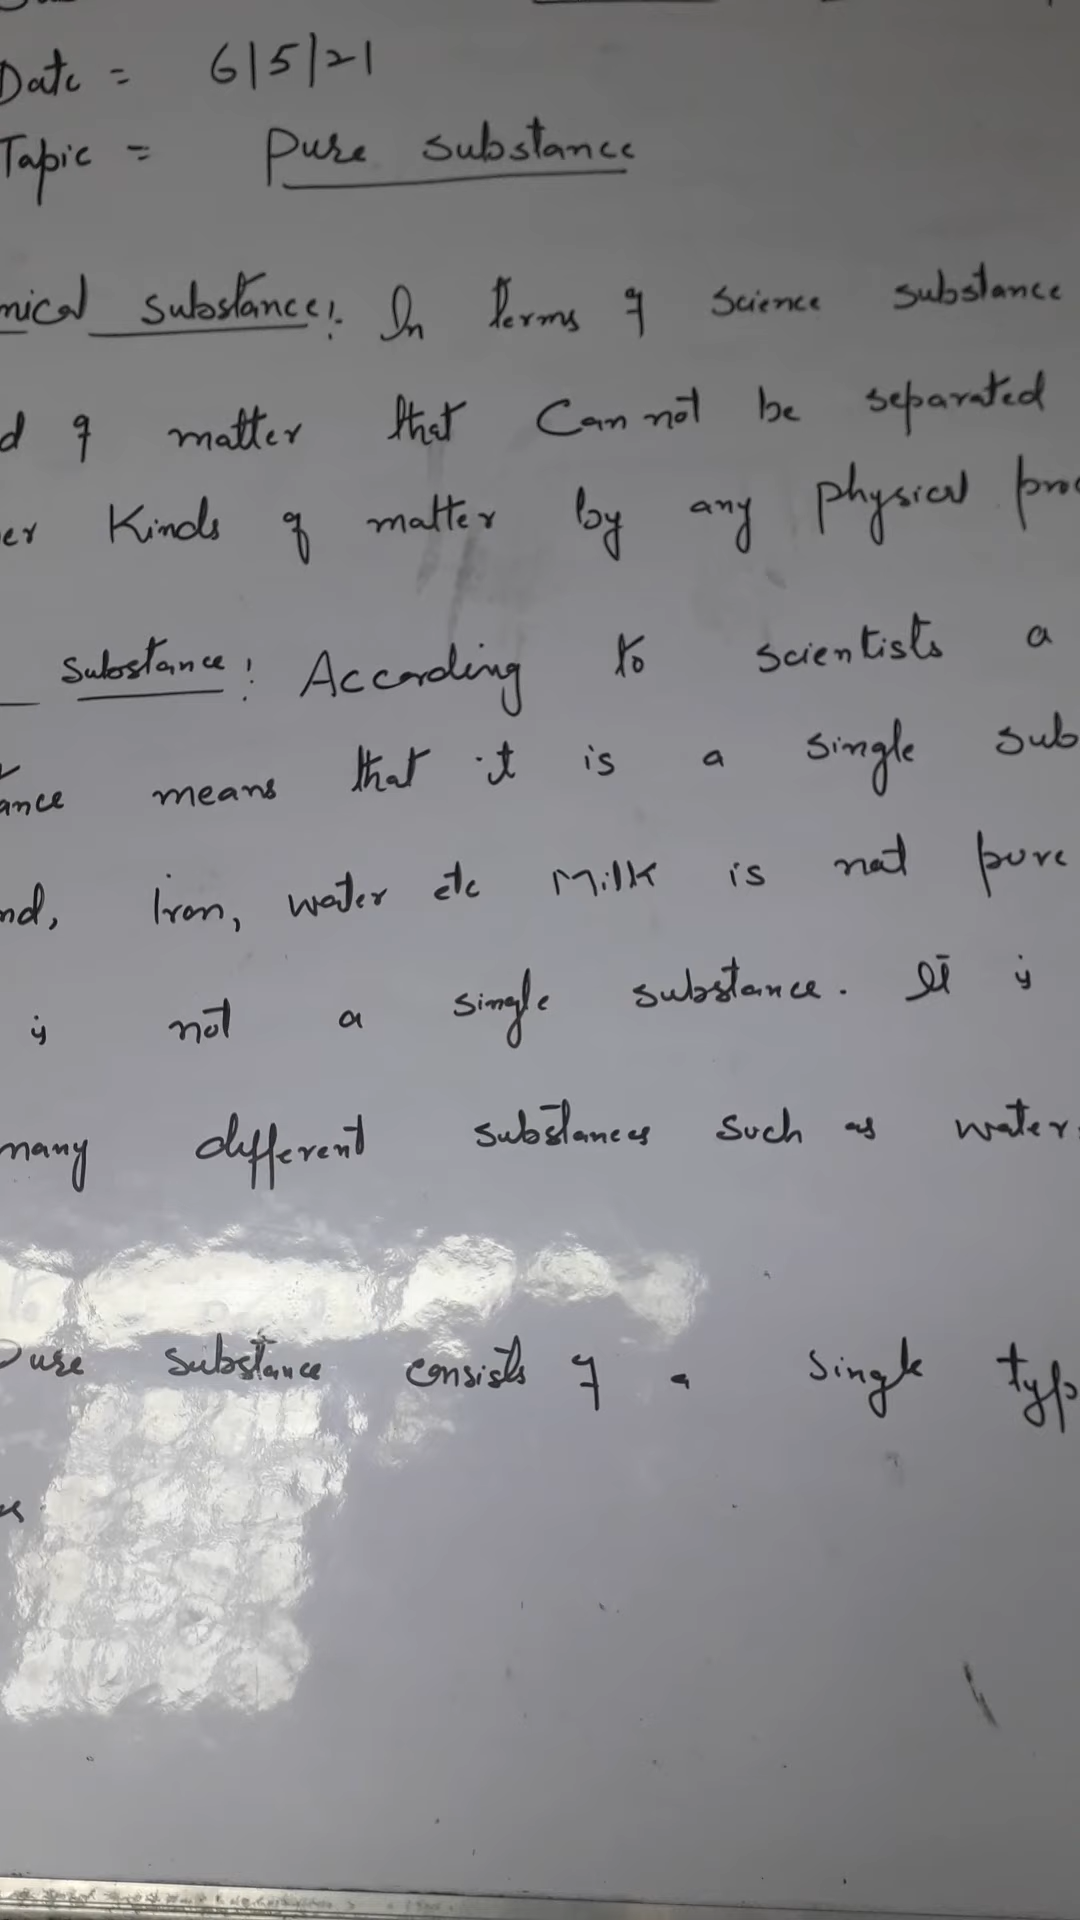 Date = 6/5/21
Tapic = Pure substance
mical substance:. In terms of science substance
d of matter that Can not be separated
er Kinds of matter by any physical proc
substance: According to scientists a
ance means that it is a single sub
nd, Iron, water etc Milk is not pure
is not a single substance. It is
many different substances such as water
Pure substance consists of a single typ